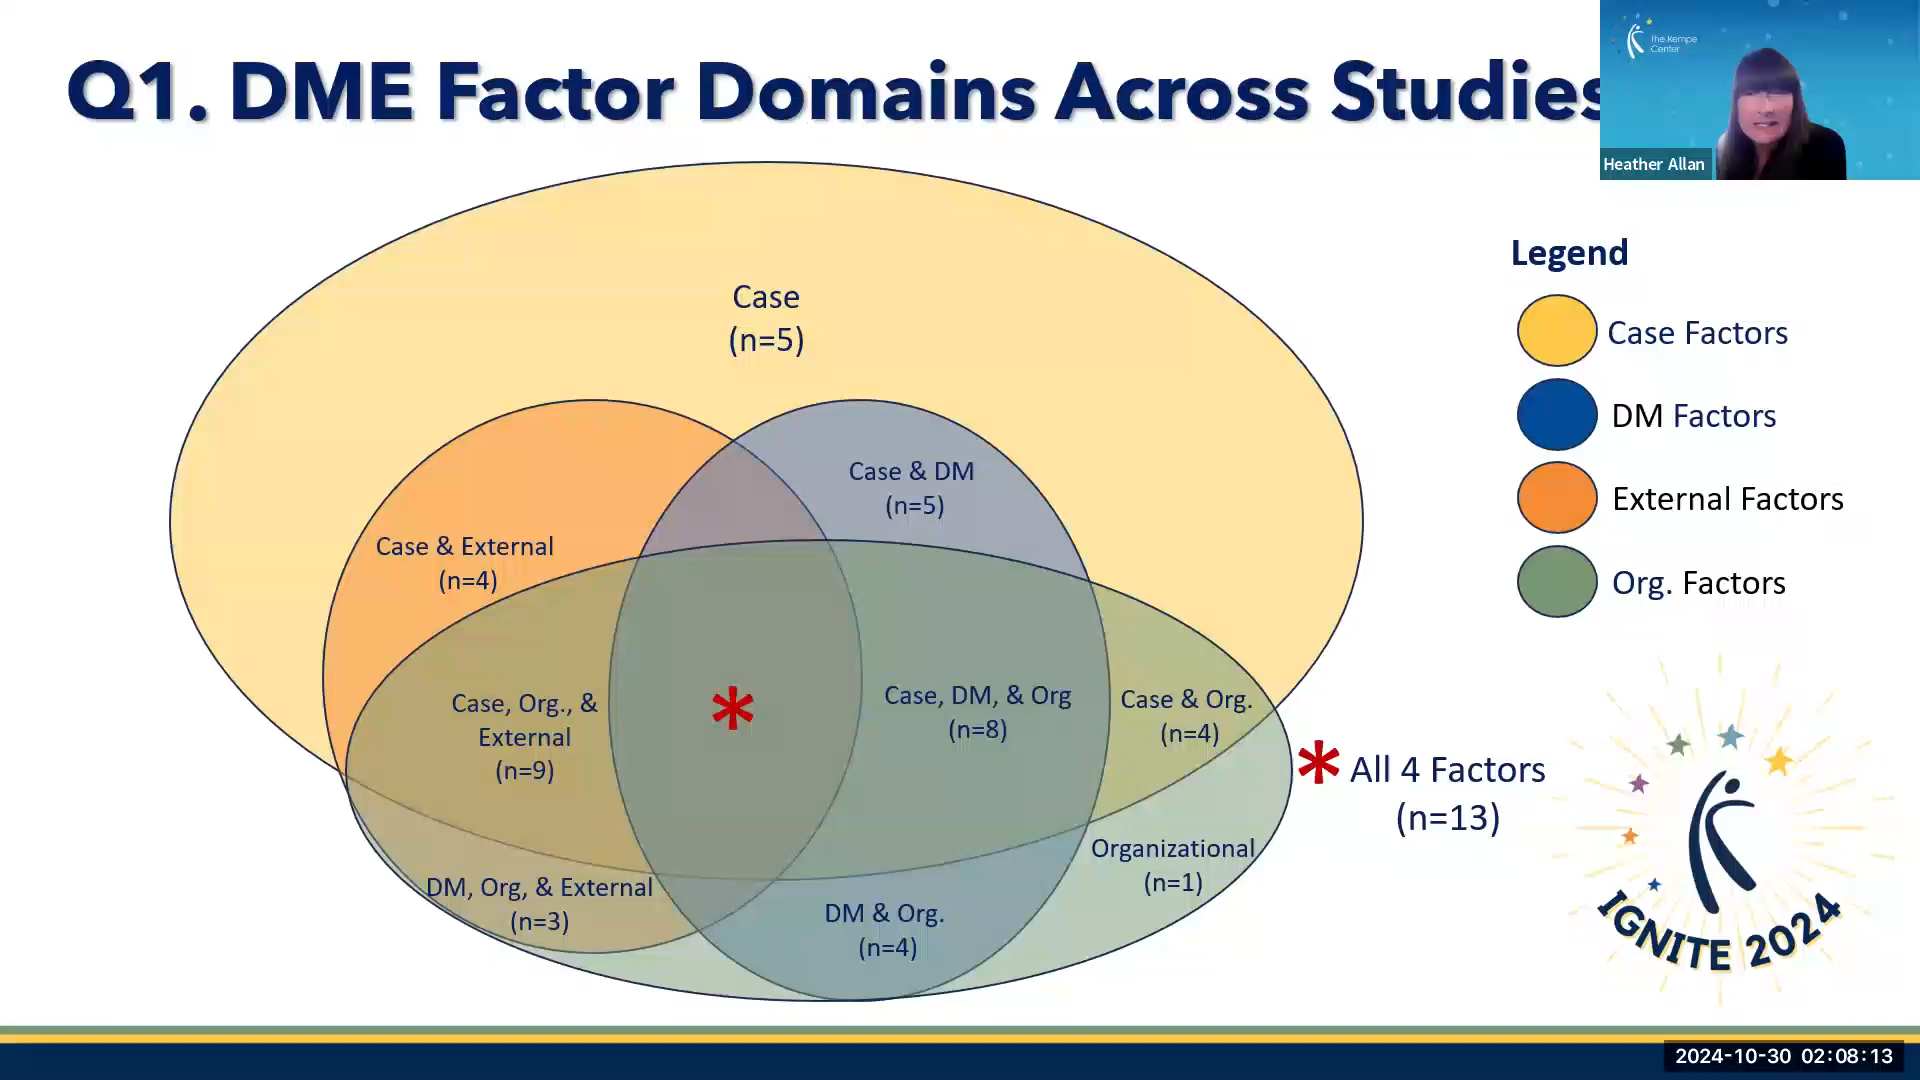 Q1. DME Factor Domains Across Studies
The Kempe
Center
Heather Allan
Case
(n=5)
Case & DM
(n=5)
Case & External
(n=4)
Case, Org., &
External
(n=9)
*
Case, DM, & Org
(n=8)
Case & Org.
(n=4)
DM, Org, & External
(n=3)
DM & Org.
(n=4)
Organizational
(n=1)
Legend
Case Factors
DM Factors
External Factors
Org. Factors
* All 4 Factors
(n=13)
IGNITE 2024
2024-10-30 02:08:13